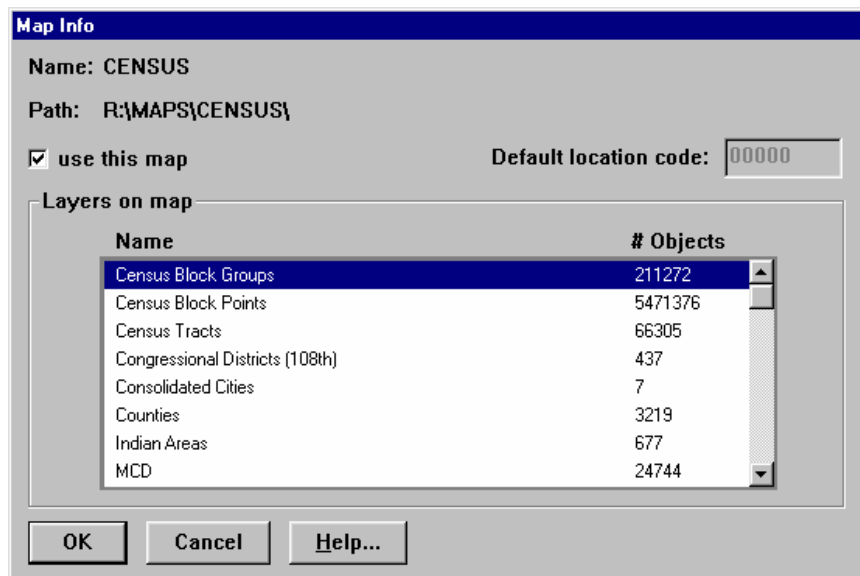 Map Info
Name: CENSUS
Path: R:\MAPS\CENSUS\
use this map Default location code: 00000
Layers on map
Name # Objects
Census Block Groups 211272
Census Block Points 5471376
Census Tracts 66305
Congressional Districts (108th) 437
Consolidated Cities 7
Counties 3219
Indian Areas 677
MCD 24744
OK Cancel Help...